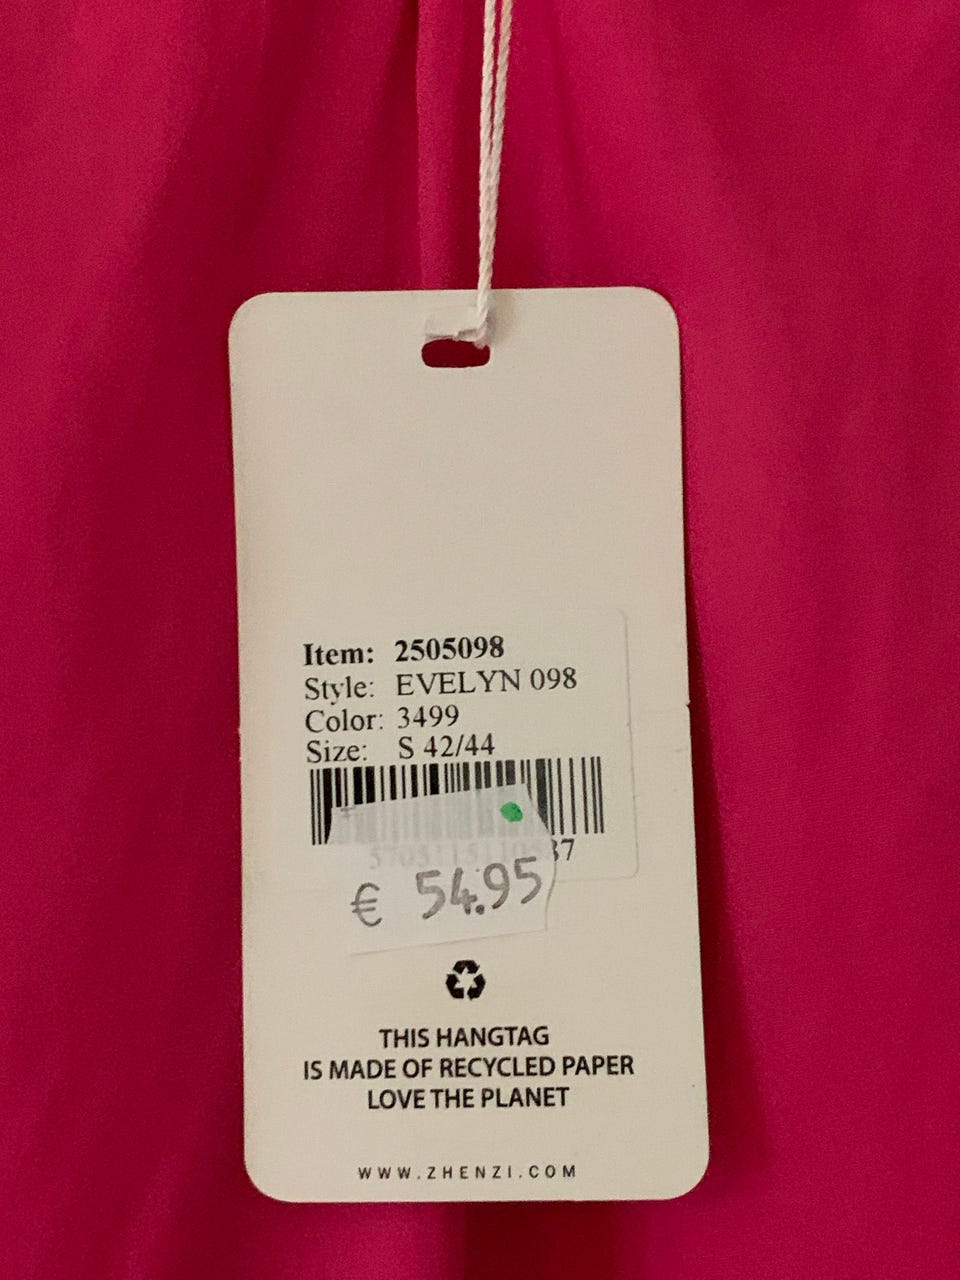 Item: 2505098
Style: EVELYN 098
Color: 3499
Size: S 42/44
37
€ 54.95
THIS HANGTAG
IS MADE OF RECYCLED PAPER
LOVE THE PLANET
WWW.ZHENZI.COM